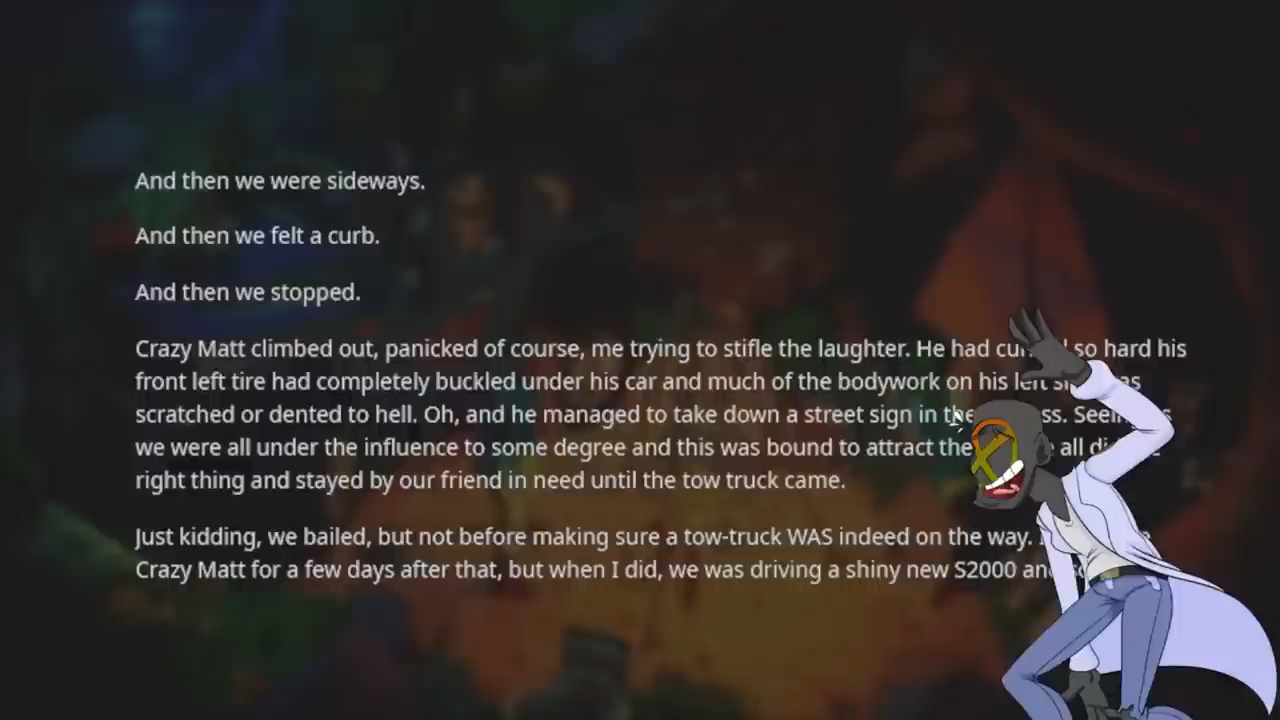 And then we were sideways.
And then we felt a curb.
And then we stopped.
Crazy Matt climbed out, panicked of course, me trying to stifle the laughter. He had so hard his
front left tire had completely buckled under his car and much of the bodywork on his left
scratched or dented to hell. Oh, and he managed to take down a street sign in the
we were all under the influence to some degree and this was bound to attract the all
right thing and stayed by our friend in need until the tow truck came.
Just kidding, we bailed, but not before making sure a tow-truck WAS indeed on the way.
Crazy Matt for a few days after that, but when I did, we was driving a shiny new S2000